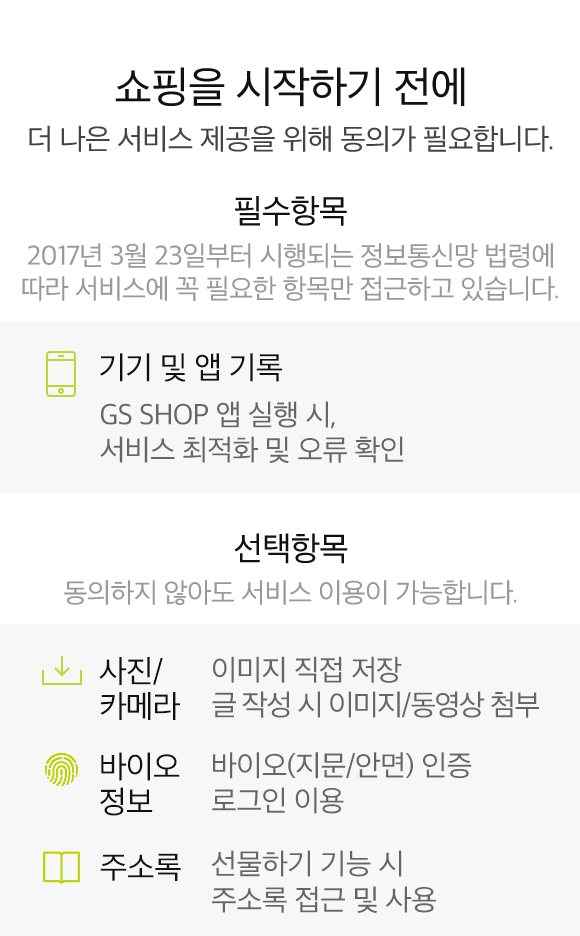 쇼핑을 시작하기 전에
더 나은 서비스 제공을 위해 동의가 필요합니다.
필수항목
2017년 3월 23일부터 시행되는 정보통신망 법령에
따라 서비스에 꼭 필요한 항목만 접근하고 있습니다.
기기 및 앱 기록
GS SHOP 앱 실행 시,
서비스 최적화 및 오류 확인
선택항목
동의하지 않아도 서비스 이용이 가능합니다.
사진/
카메라
이미지 직접 저장
글 작성 시 이미지/동영상 첨부
바이오
정보
바이오(지문/안면) 인증
로그인 이용
주소록
선물하기 기능 시
주소록 접근 및 사용